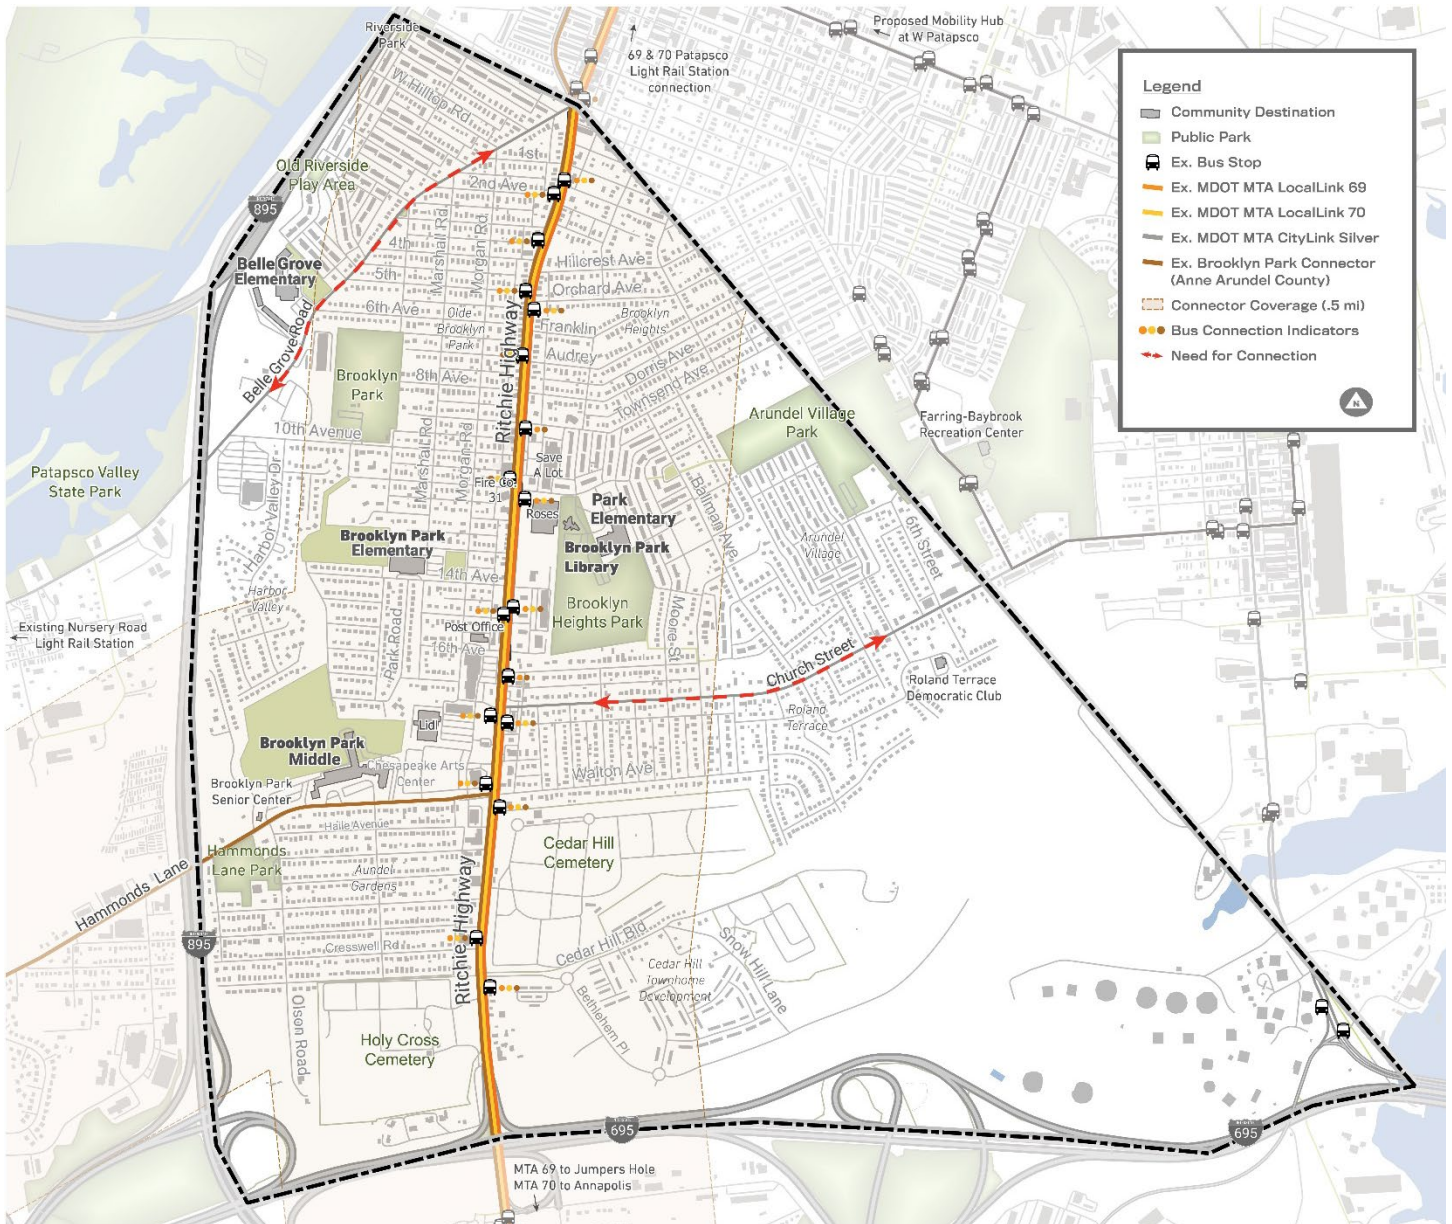 Riverside
Park
69 & 70 Patapsco
Light Rail Station
connection
Proposed Mobility Hub
at W Patapsco
Legend
Community Destination
Public Park
Ex. Bus Stop
Ex. MDOT MTA LocalLink 69
Ex. MDOT MTA LocalLink 70
Ex. MDOT MTA CityLink Silver
Ex. Brooklyn Park Connector
(Anne Arundel County)
Connector Coverage (.5 mi)
Bus Connection Indicators
Need for Connection
N
W Hilltop Rd
1st
2nd Ave
Old Riverside
Play Area
895
4th
Marshall Rd
Morgan Rd
5th
Hillcrest Ave
Belle Grove
Elementary
Orchard Ave
6th Ave
Olde
Brooklyn
Park
Franklin
Brooklyn
Heights
Belle Grove Road
Ritchie Highway
Audrey
Dorris Ave
Brooklyn
Park
8th Ave
Townsend Ave
Arundel Village
Park
Farring-Baybrook
Recreation Center
10th Avenue
Marshall Rd
Morgan Rd
Save
A Lot
Patapsco Valley
State Park
Harbor Valley Dr
Fire Co.
31
Roses
Park
Elementary
Ballman Ave
6th Street
Brooklyn Park
Elementary
Brooklyn Park
Library
Arundel
Village
14th Ave
Harbor
Valley
Brooklyn
Heights Park
Moore St
Existing Nursery Road
Light Rail Station
Post Office
Park Road
16th Ave
Church Street
Roland Terrace
Democratic Club
Lidl
Roland
Terrace
Brooklyn Park
Middle
Chesapeake Arts
Center
Walton Ave
Brooklyn Park
Senior Center
Haile Avenue
Hammonds
Lane Park
Cedar Hill
Cemetery
Hammonds Lane
Aundel
Gardens
Ritchie Highway
895
Cresswell Rd
Cedar Hill Bld
Snow Hill Lane
Cedar Hill
Townhome
Development
Bethlehem Pl
Olson Road
Holy Cross
Cemetery
695
695
MTA 69 to Jumpers Hole
MTA 70 to Annapolis